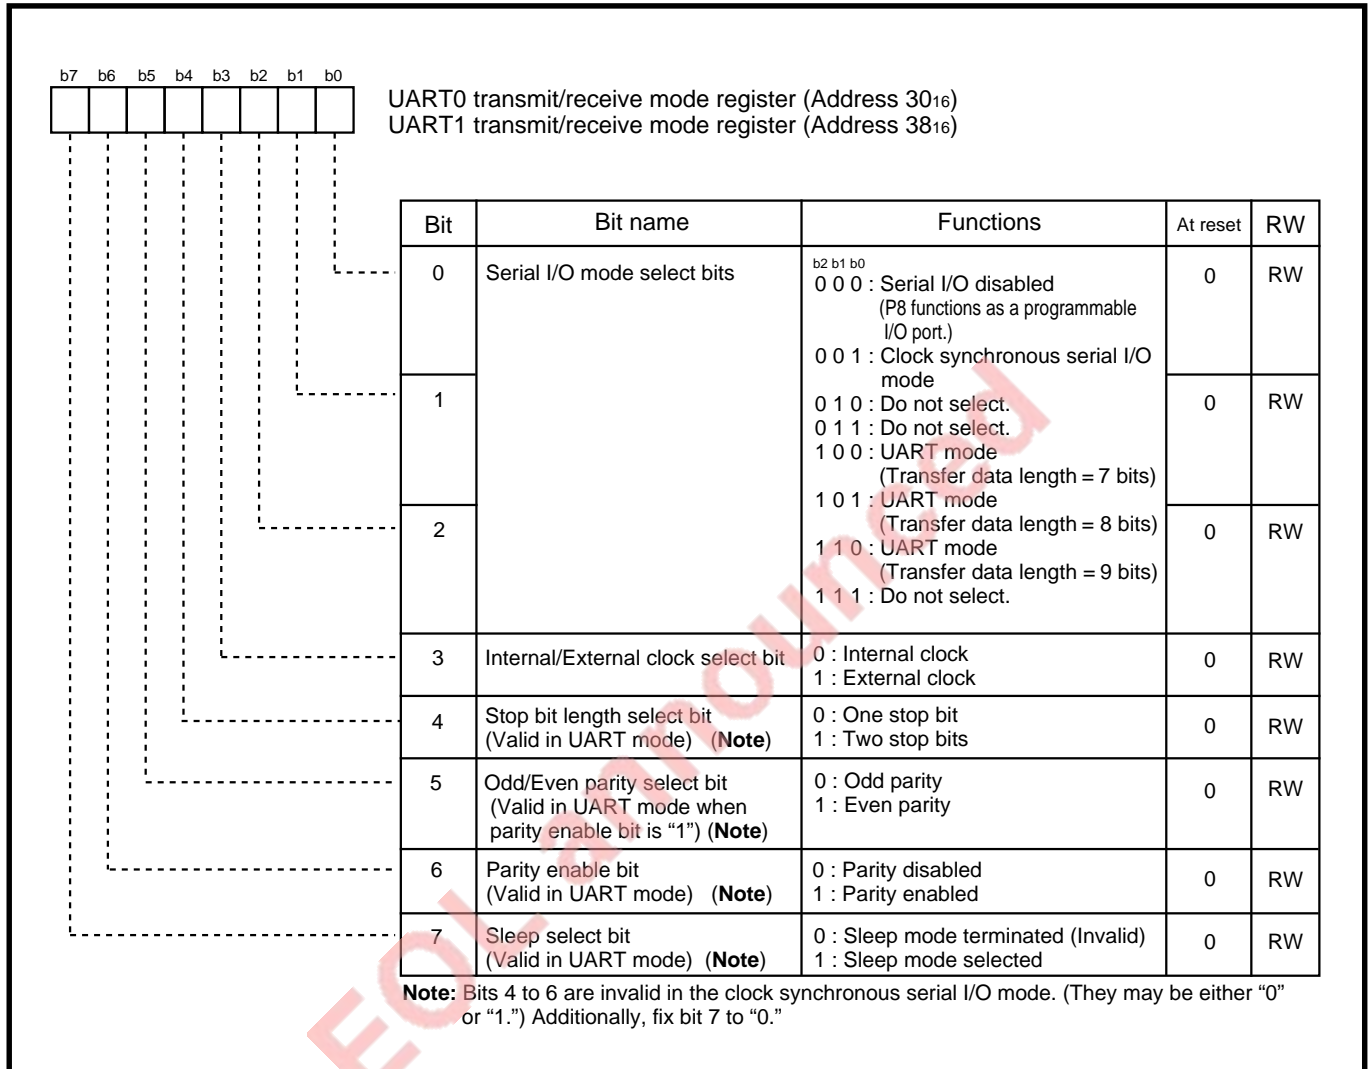 b7 b6 b5 b4 b3 b2 b1 b0
UART0 transmit/receive mode register (Address 3016)
UART1 transmit/receive mode register (Address 3816)
Bit Bit name Functions At reset RW
0 Serial I/O mode select bits 0 RW
b2 b1 b0
0 0 0 : Serial I/O disabled
(P8 functions as a programmable
I/O port.)
0 0 1 : Clock synchronous serial I/O
mode
1 0 RW
0 1 0 : Do not select.
0 1 1 : Do not select.
1 0 0 : UART mode
(Transfer data length = 7 bits)
1 0 1 : UART mode
(Transfer data length = 8 bits)
2 0 RW
1 1 0 : UART mode
(Transfer data length = 9 bits)
1 1 1 : Do not select.
3 Internal/External clock select bit 0 : Internal clock 0 RW
1 : External clock
4 Stop bit length select bit 0 : One stop bit 0 RW
(Valid in UART mode) (Note) 1 : Two stop bits
5 Odd/Even parity select bit 0 : Odd parity 0 RW
(Valid in UART mode when 1 : Even parity
parity enable bit is “1”) (Note)
6 Parity enable bit 0 : Parity disabled 0 RW
(Valid in UART mode) (Note) 1 : Parity enabled
7 Sleep select bit 0 : Sleep mode terminated (Invalid) 0 RW
(Valid in UART mode) (Note) 1 : Sleep mode selected
Note: Bits 4 to 6 are invalid in the clock synchronous serial I/O mode. (They may be either “0”
or “1.”) Additionally, fix bit 7 to “0.”
EOL announced